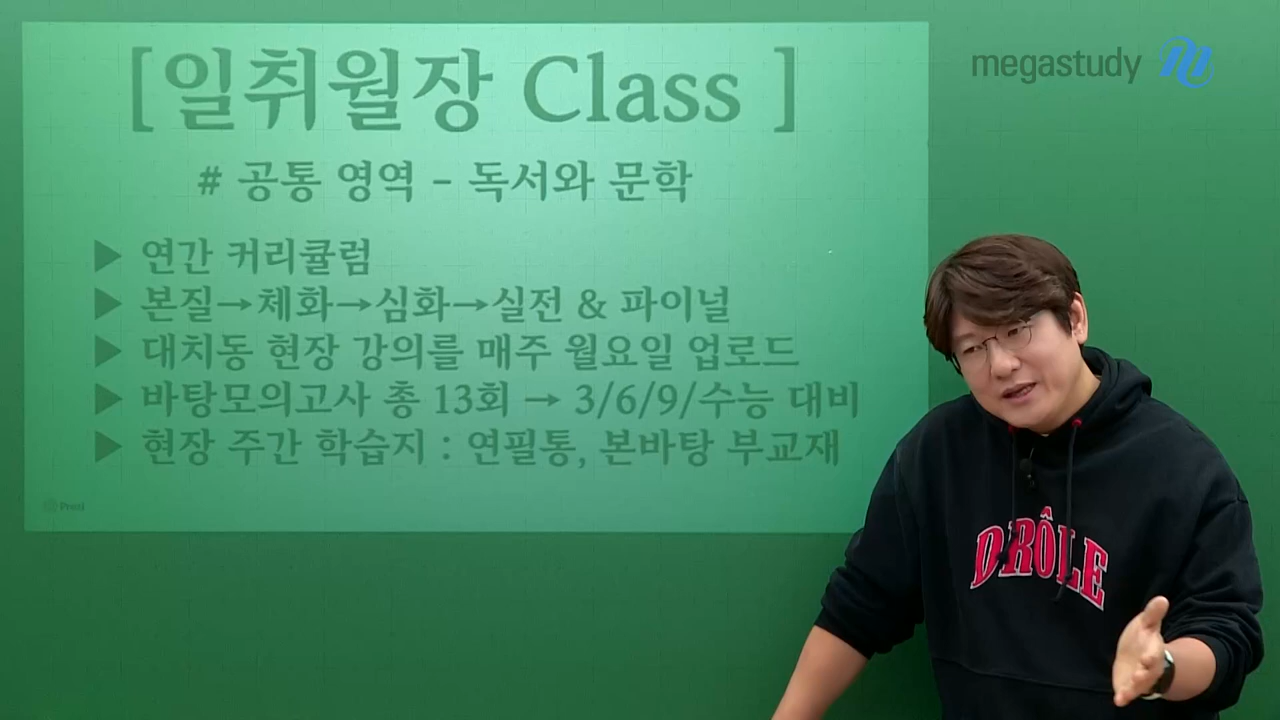 [일취월장 Class ]
# 공통 영역 - 독서와 문학
▶ 연간 커리큘럼
▶ 본질→체화→심화→실전 & 파이널
▶ 대치동 현장 강의를 매주 월요일 업로드
▶ 바탕모의고사 총 13회 → 3/6/9/수능 대비
▶ 현장 주간 학습지 : 연필통, 본바탕 부교재
Prezi
megastudy
DRÔLE